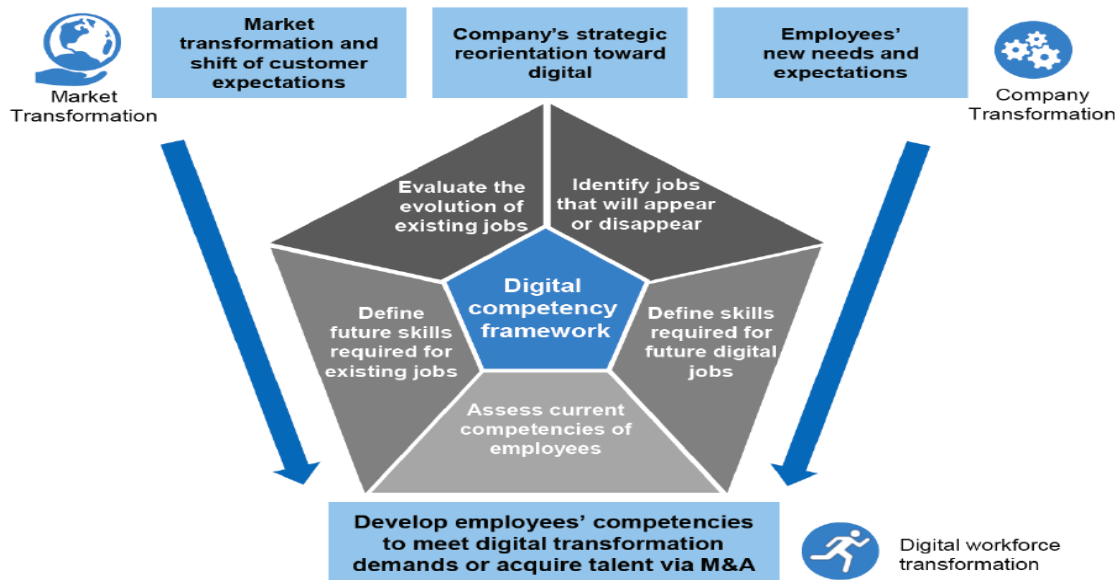 Market
transformation and
shift of customer
expectations
Company's strategic
reorientation toward
digital
Employees'
new needs and
expectations
Market
Transformation
Company
Transformation
Evaluate the
evolution of
existing jobs
Identify jobs
that will appear
or disappear
Digital
competency
framework
Define
future skills
required for
existing jobs
Define skills
required for
future digital
jobs
Assess current
competencies of
employees
Develop employees’ competencies
to meet digital transformation
demands or acquire talent via M&A
Digital workforce
transformation